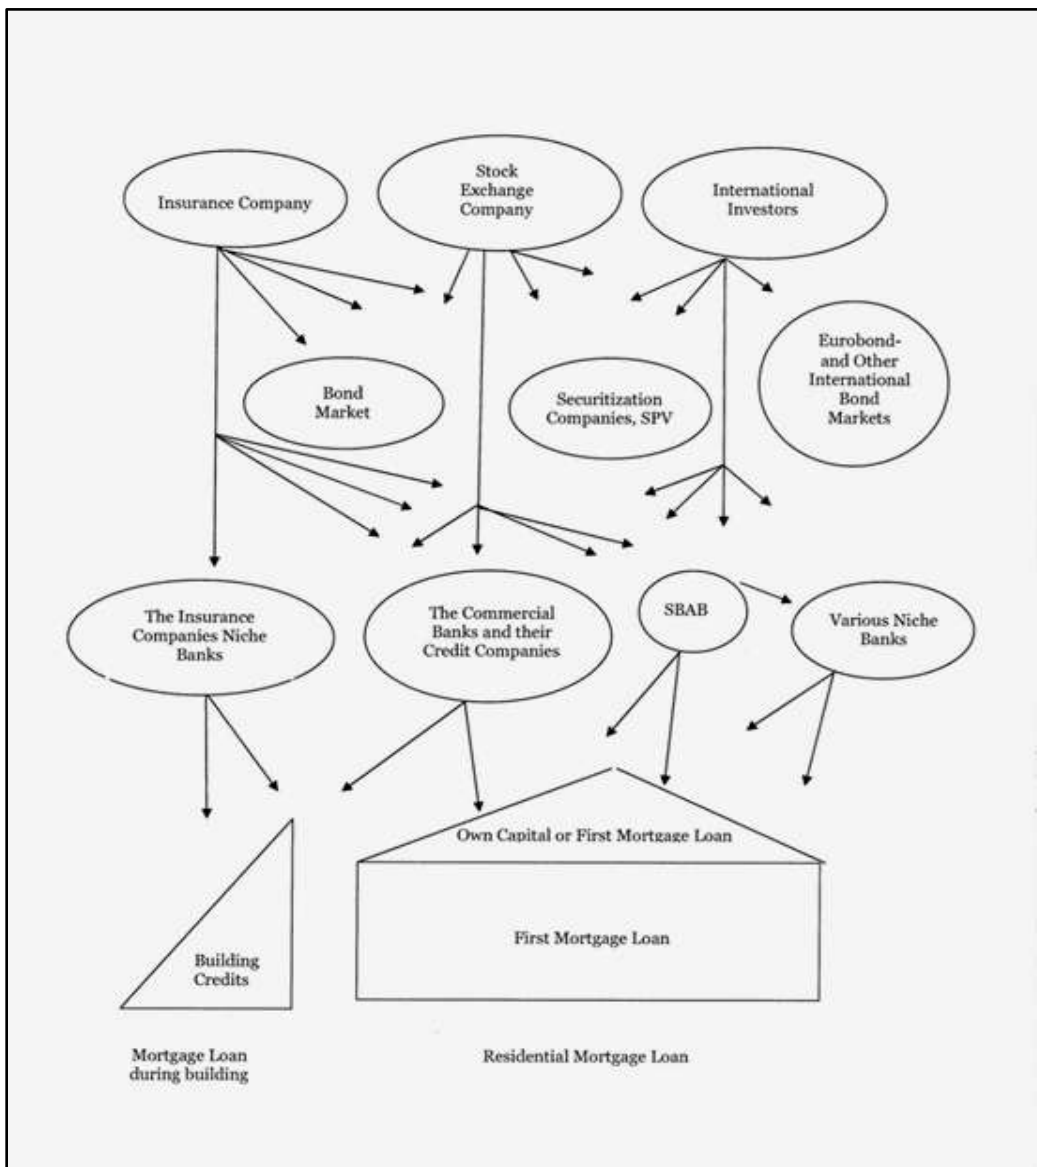 Insurance Company
Stock
Exchange
Company
International
Investors
Bond
Market
Securitization
Companies, SPV
Eurobond-
and Other
International
Bond
Markets
The Insurance
Companies Niche
Banks
The Commercial
Banks and their
Credit Companies
SBAB
Various Niche
Banks
Own Capital or First Mortgage Loan
First Mortgage Loan
Building
Credits
Mortgage Loan
during building
Residential Mortgage Loan